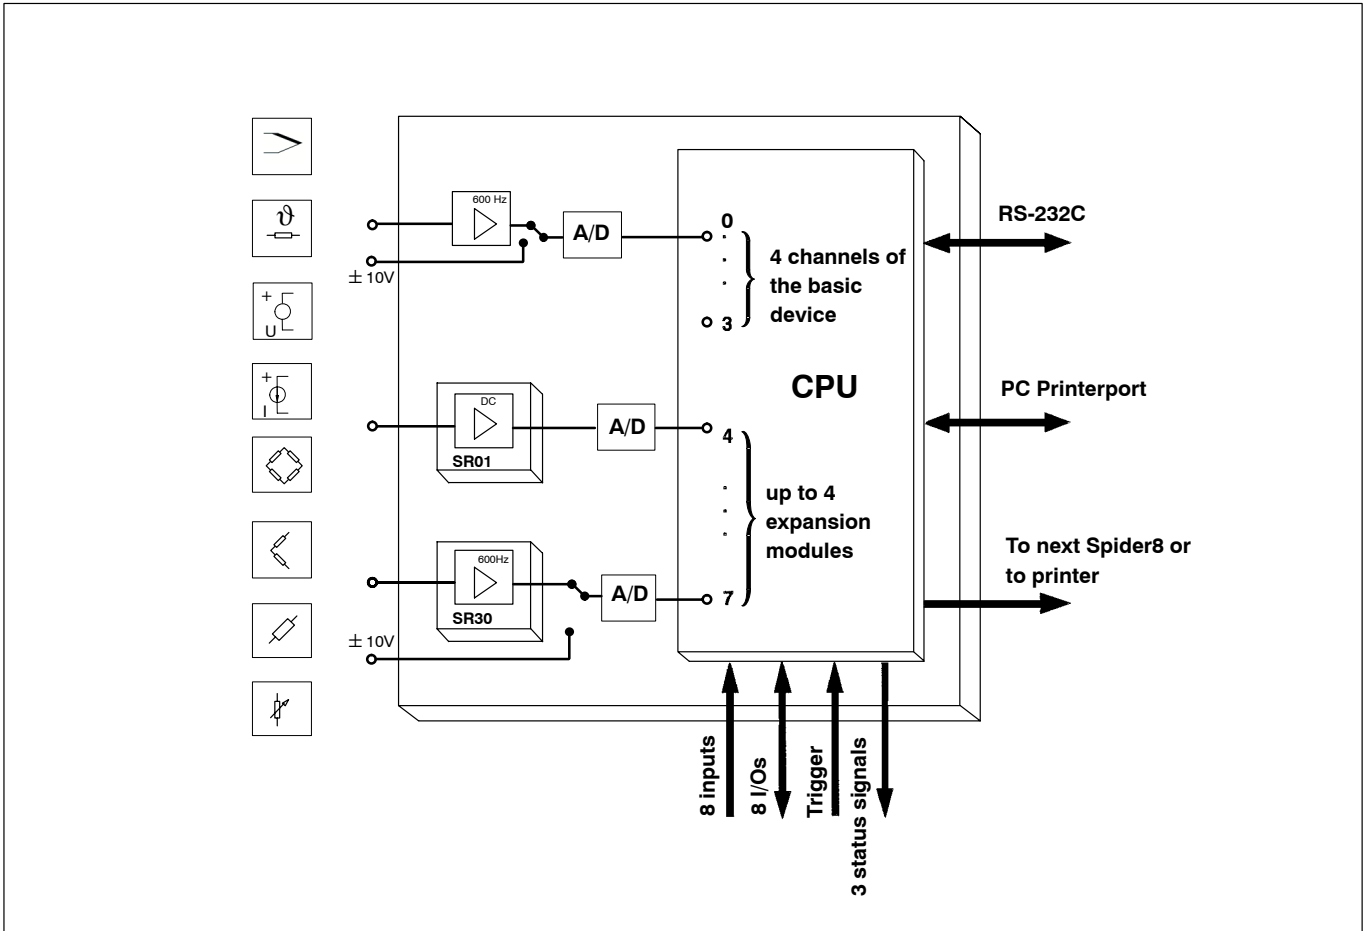 ϑ
+
U
+
I
± 10V
600 Hz
A/D
0
3
4 channels of
the basic
device
CPU
DC
SR01
A/D
4
up to 4
expansion
modules
600Hz
SR30
A/D
7
± 10V
RS-232C
PC Printerport
To next Spider8 or
to printer
8 inputs
8 I/Os
Trigger
3 status signals